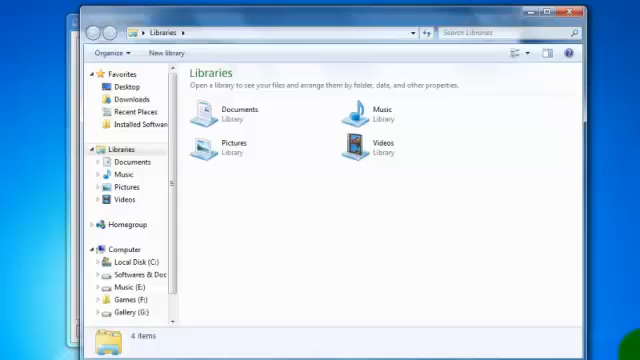 Libraries
Search Libraries
Organize
New library
Favorites
Desktop
Downloads
Recent Places
Installed Software
Libraries
Documents
Music
Pictures
Videos
Homegroup
Computer
Local Disk (C:)
Softwares & Doc
Music (E:)
Games (F:)
Gallery (G:)
Libraries
Open a library to see your files and arrange them by folder, date, and other properties.
Documents
Library
Music
Library
Pictures
Library
Videos
Library
4 items